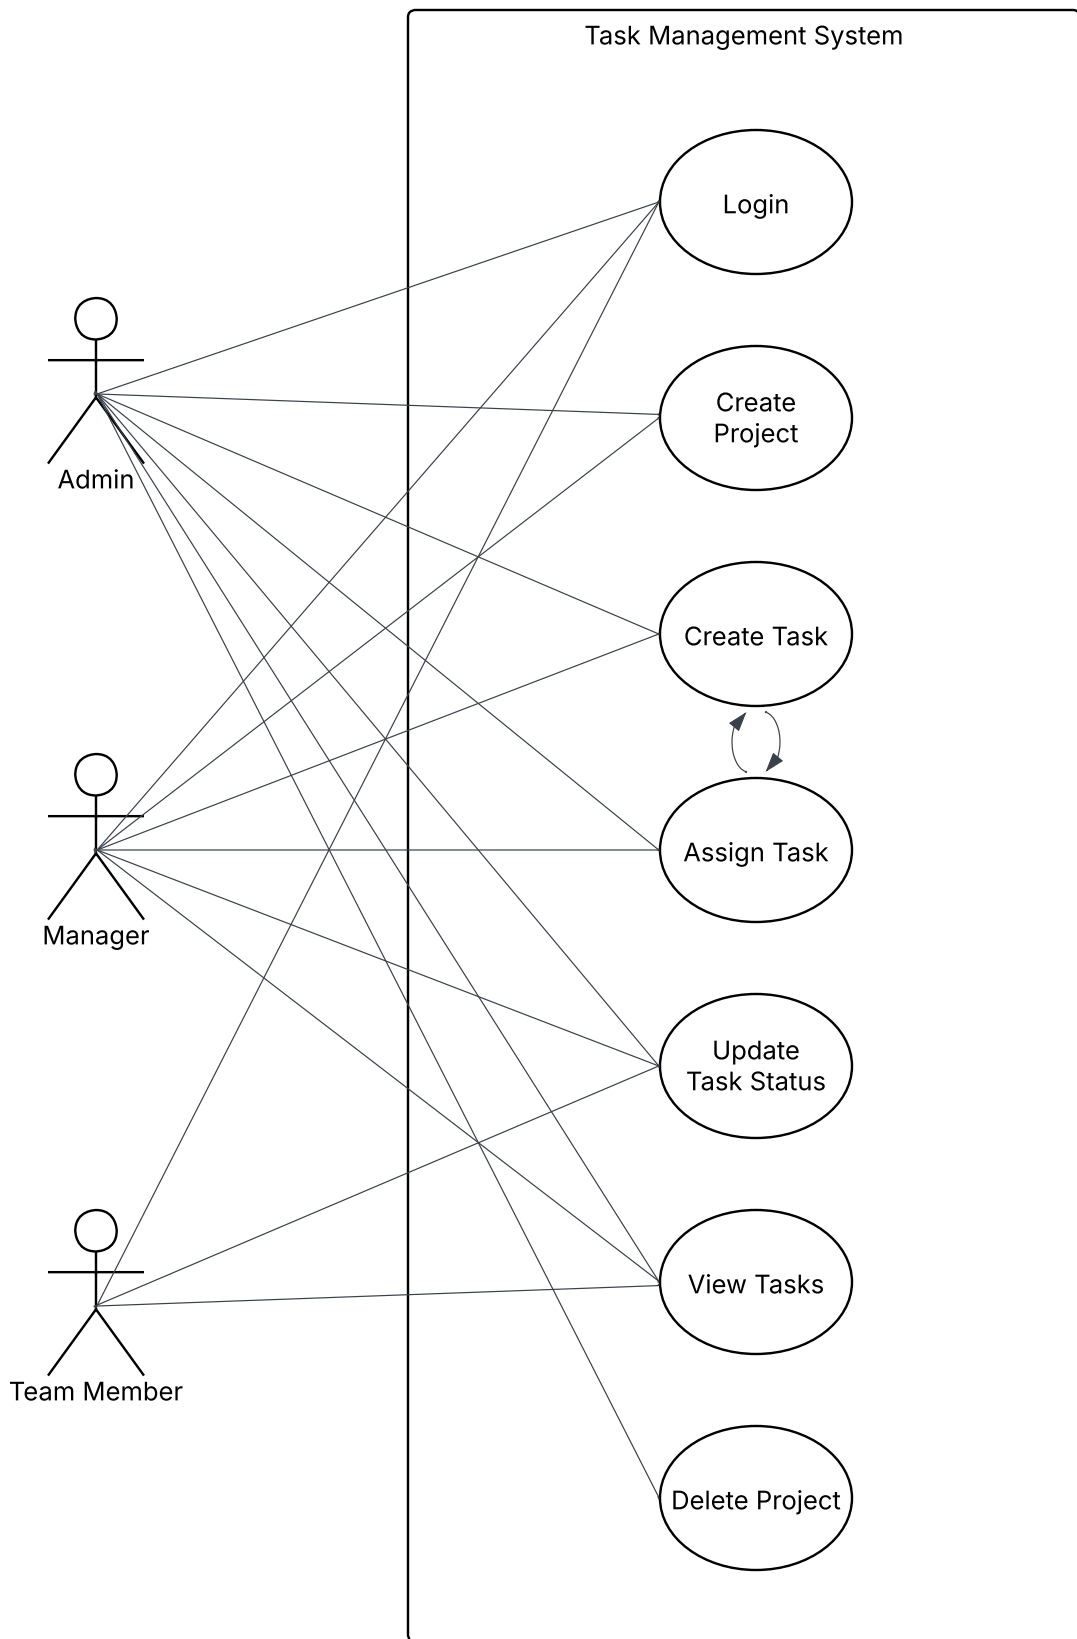 Task Management System
Login
Create
Project
Admin
Create Task
Assign Task
Manager
Update
Task Status
View Tasks
Team Member
Delete Project